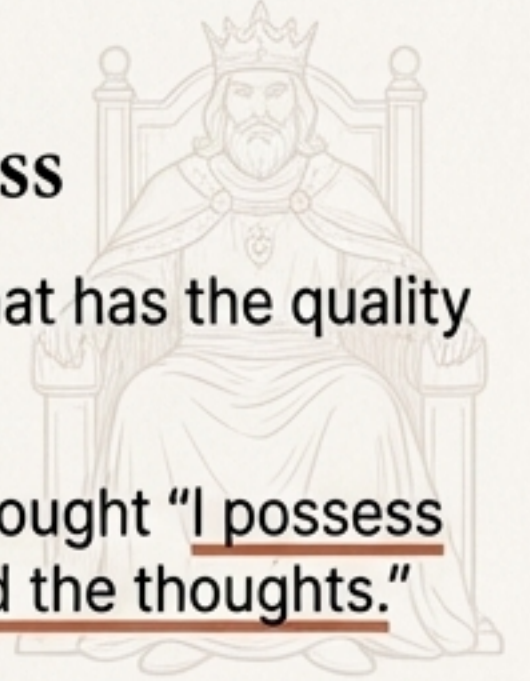 ss
at has the quality
ought “I possess
d the thoughts.”